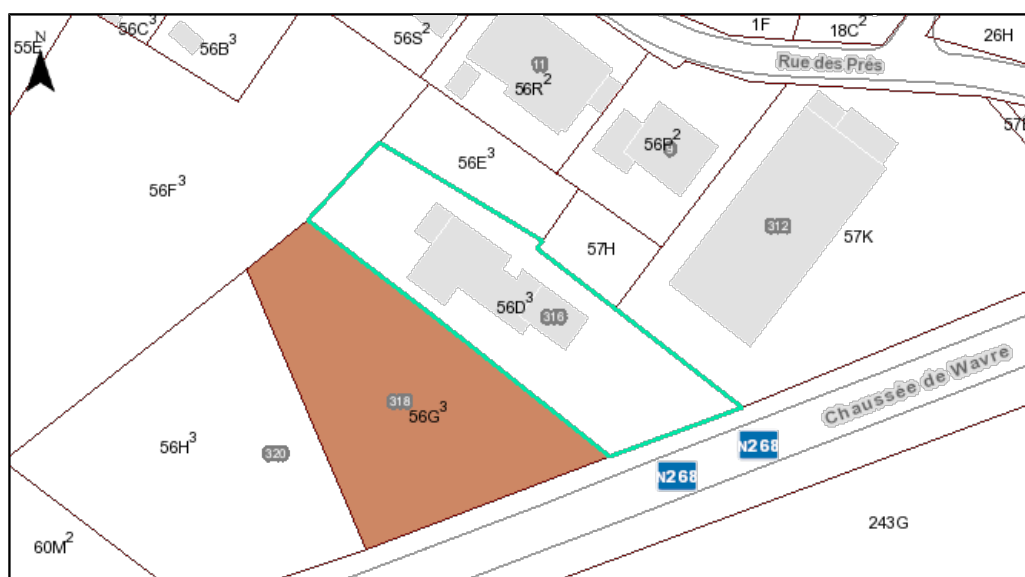 56C³
1F
18C²
26H
N
55E
56B³
56S²
11
Rue des Prés
56R²
56P²
9
56E³
56F³
312
57K
57H
56D³
316
Chaussée de Wavre
318
56G³
N268
N268
56H³
320
60M²
243G